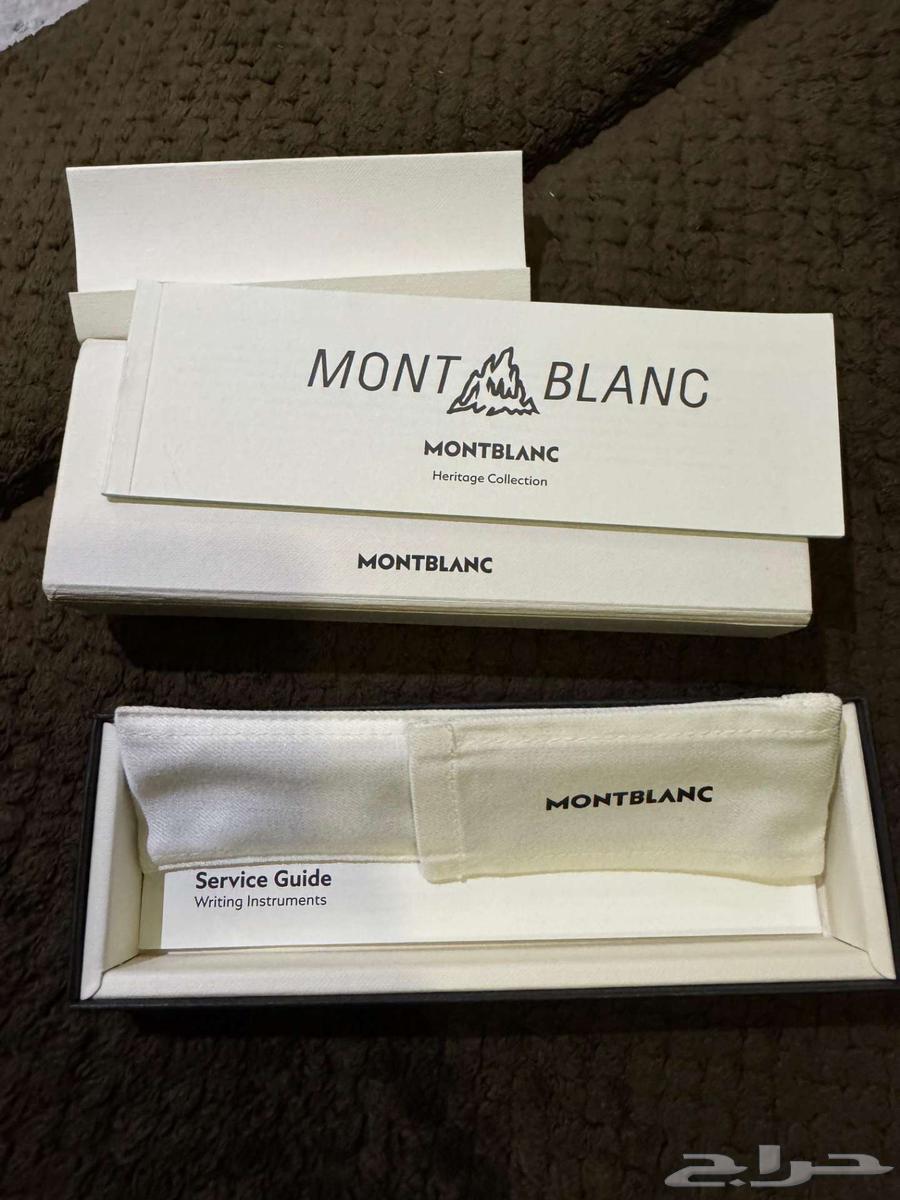 MONT BLANC
MONTBLANC
Heritage Collection
MONTBLANC
MONTBLANC
Service Guide
Writing Instruments
حراج